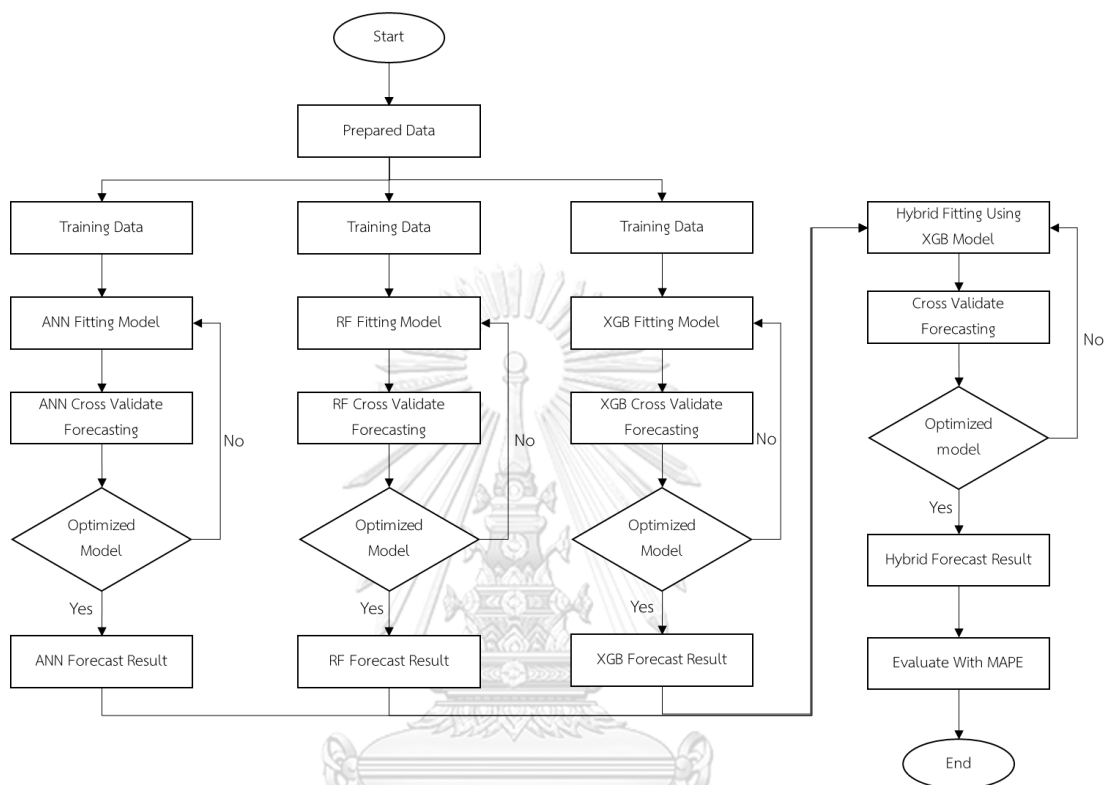 Start
Prepared Data
Training Data
ANN Fitting Model
ANN Cross Validate
Forecasting
No
Optimized
Model
Yes
ANN Forecast Result
Training Data
RF Fitting Model
RF Cross Validate
Forecasting
No
Optimized
Model
Yes
RF Forecast Result
Training Data
XGB Fitting Model
XGB Cross Validate
Forecasting
No
Optimized
Model
Yes
XGB Forecast Result
Hybrid Fitting Using
XGB Model
Cross Validate
Forecasting
No
Optimized
model
Yes
Hybrid Forecast Result
Evaluate With MAPE
End